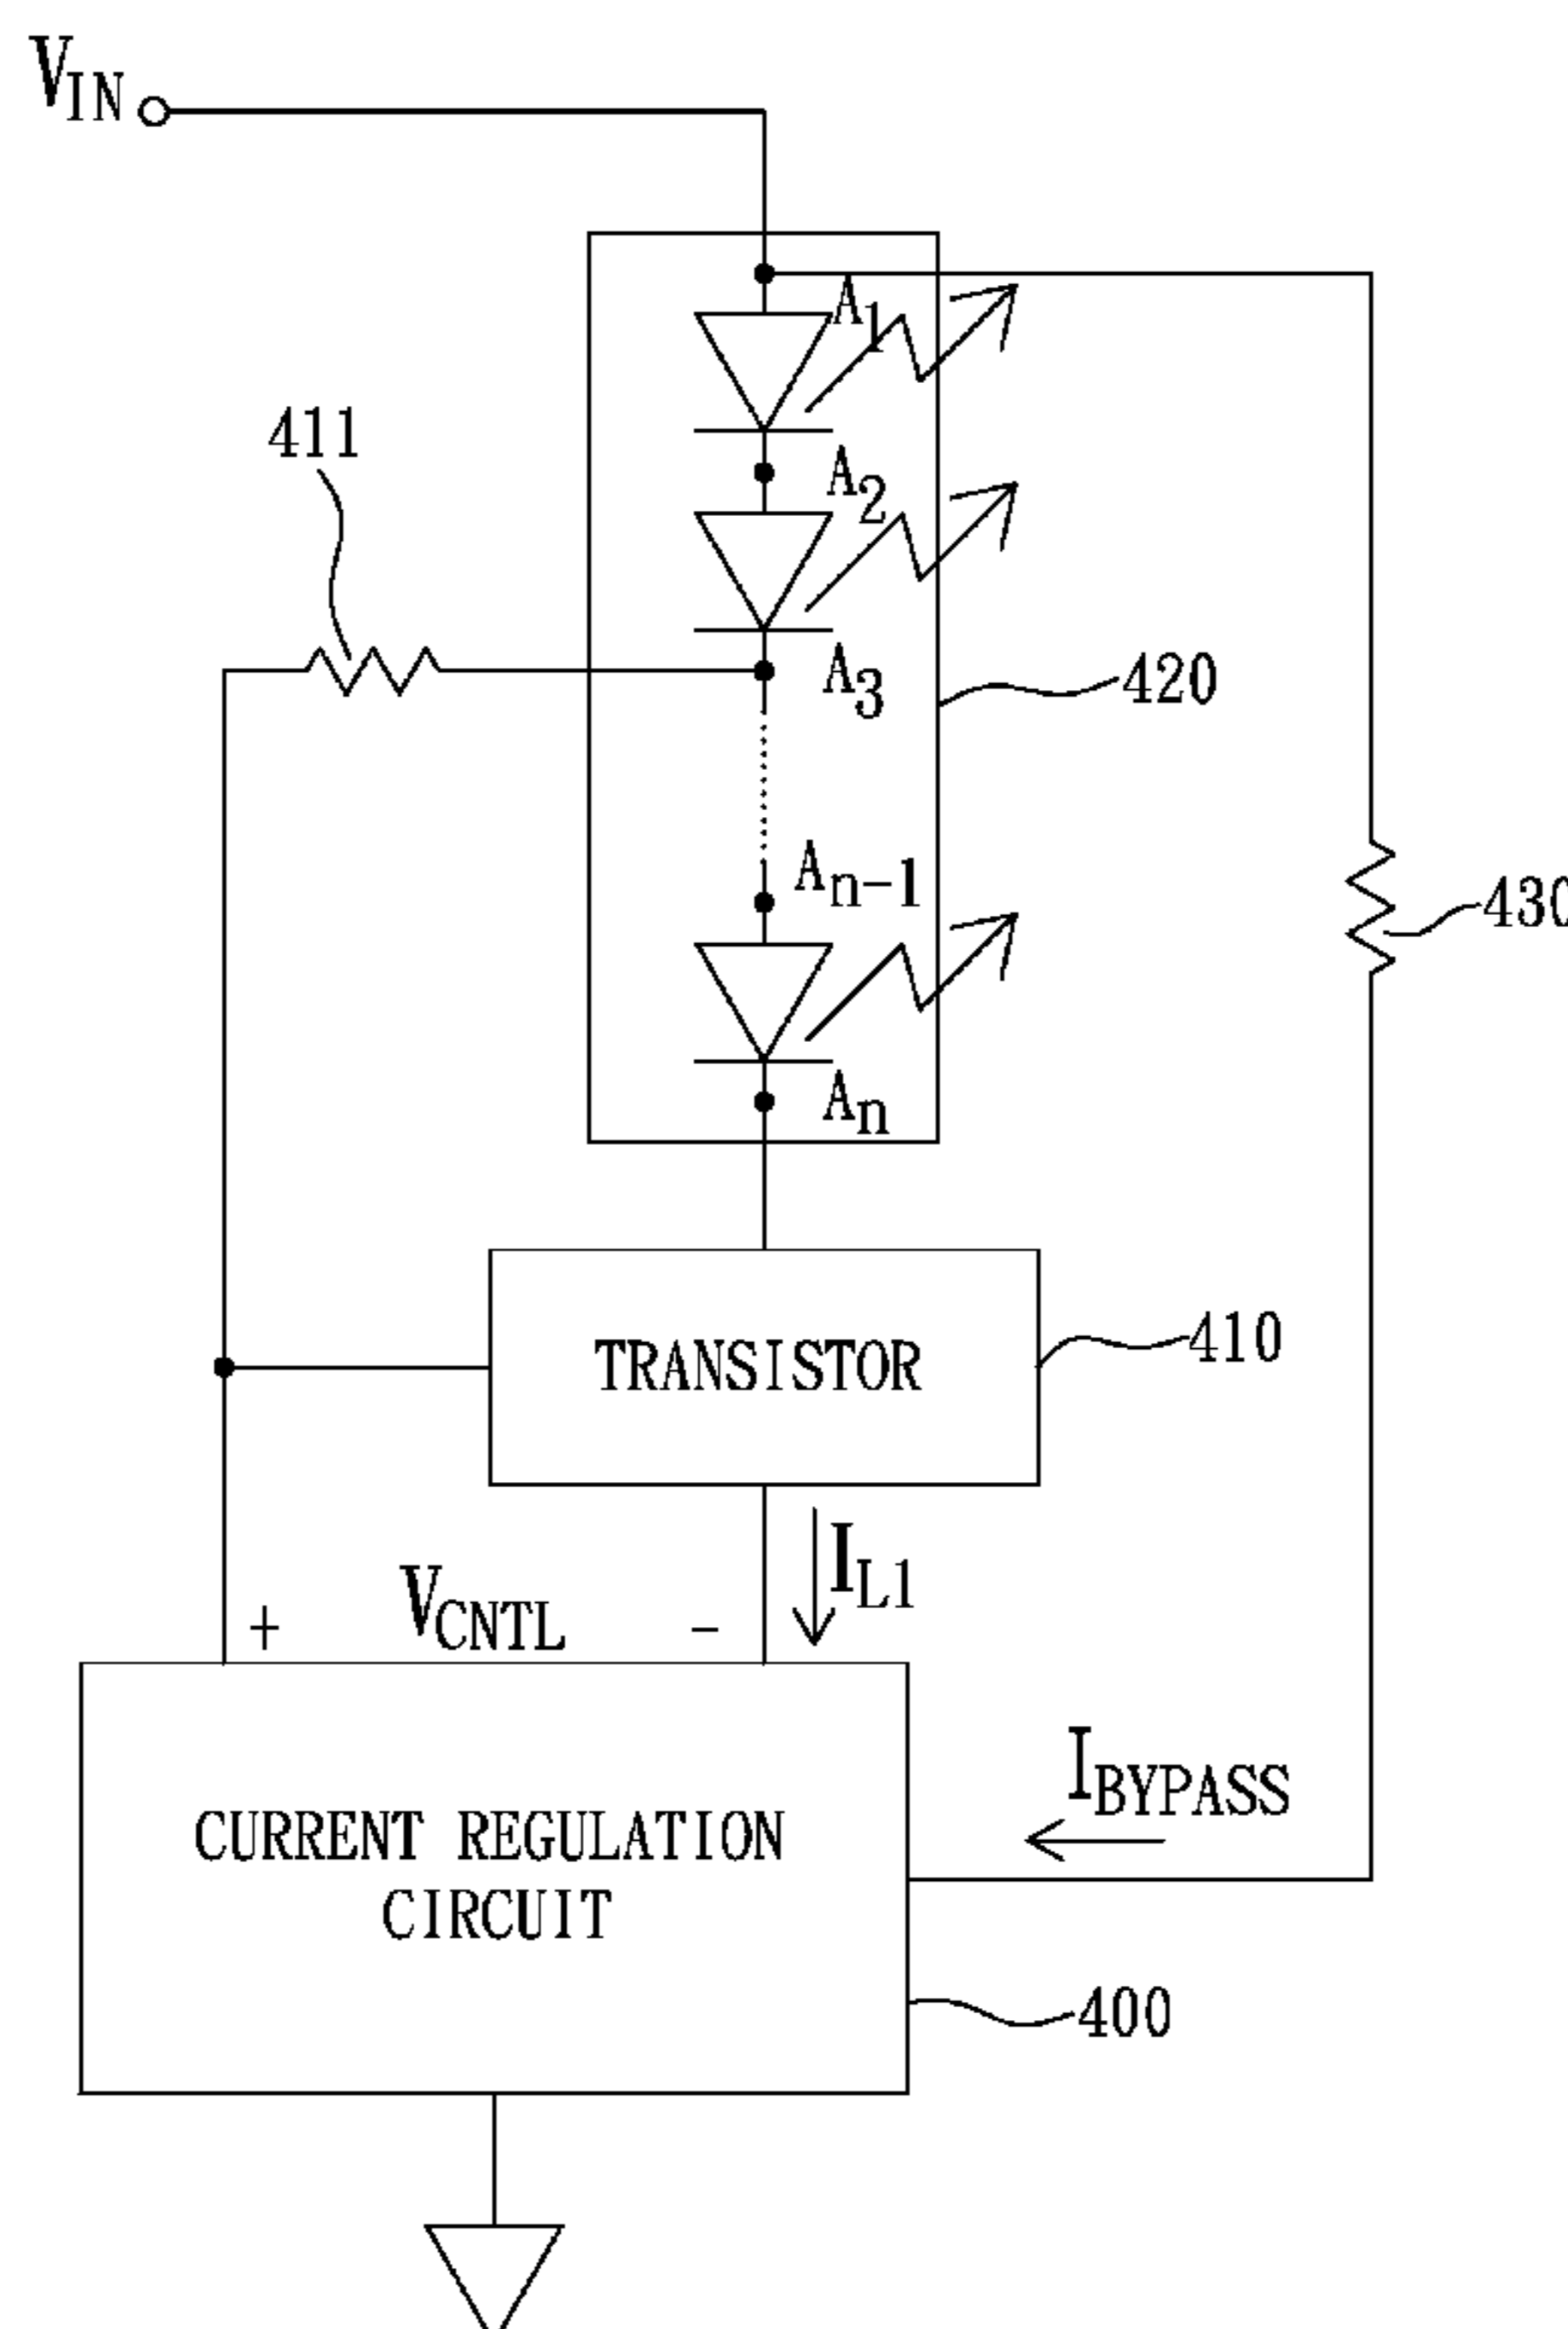 VIN
A1
411
A2
A3
420
An-1
430
An
TRANSISTOR
410
IL1
+ VCNTL -
IBYPASS
CURRENT REGULATION
CIRCUIT
400